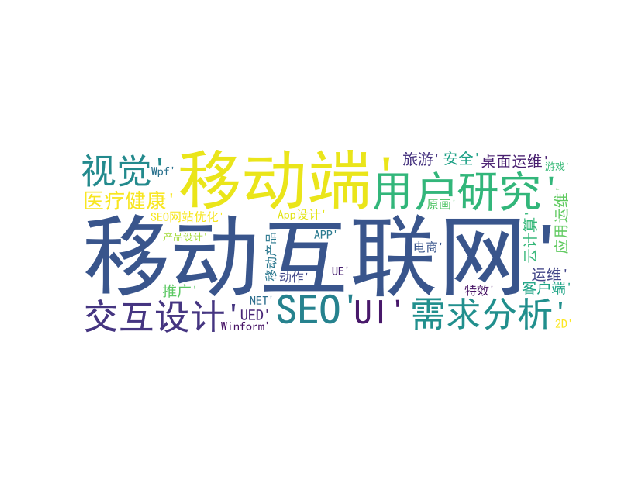 视觉'
Wpf'
移动端'
旅游'
安全'
桌面运维'
游戏
医疗健康'
用户研究'
原画
应用运维'
SEO网站优化'
App设计'
云计算'
移动互联网'
产品设计'
移动产品
APP'
电商'
动作'
UE'
运维'
推广'
特效'
客户端'
交互设计'
NET
UED'
Winform'
SEO'
UI'
需求分析'
2D'